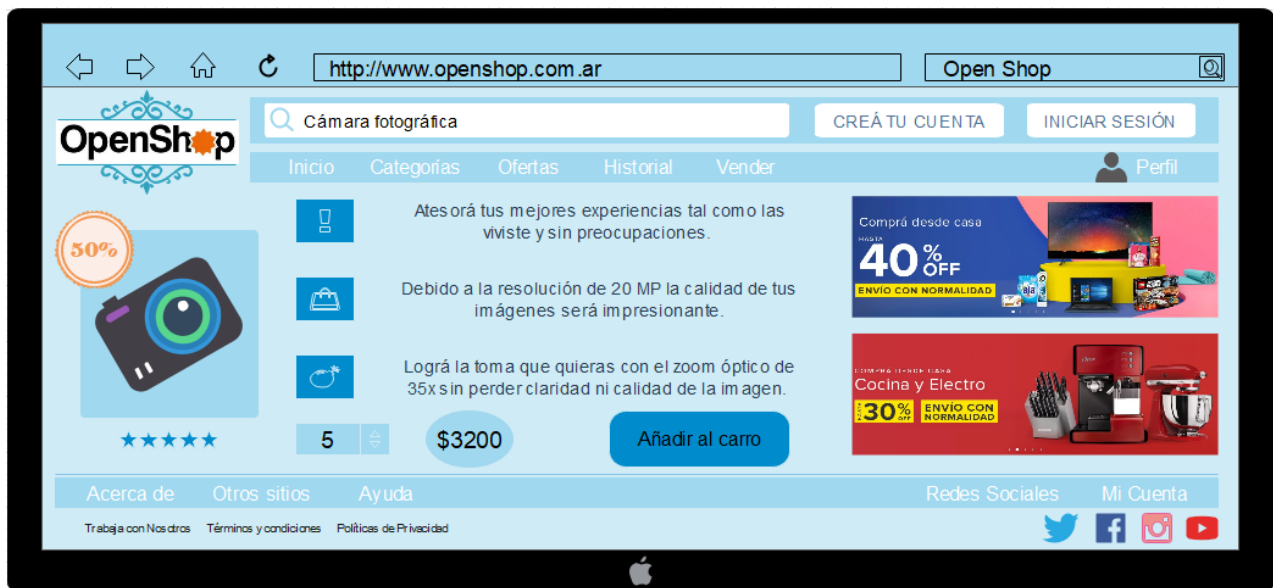 http://www.openshop.com.ar
Open Shop
OpenShop
Cámara fotográfica
CREÁ TU CUENTA
INICIAR SESIÓN
Inicio
Categorías
Ofertas
Historial
Vender
Perfil
50%
Atesorá tus mejores experiencias tal como las
viviste y sin preocupaciones.
Debido a la resolución de 20 MP la calidad de tus
imágenes será impresionante.
Lográ la toma que quieras con el zoom óptico de
35x sin perder claridad ni calidad de la imagen.
5
$3200
Añadir al carro
Comprá desde casa
HASTA
40% OFF
ENVÍO CON NORMALIDAD
COMPRÁ DESDE CASA
Cocina y Electro
HASTA
30% OFF
ENVÍO CON
NORMALIDAD
Acerca de
Otros sitios
Ayuda
Redes Sociales
Mi Cuenta
Trabaja con Nosotros
Términos y condiciones
Políticas de Privacidad